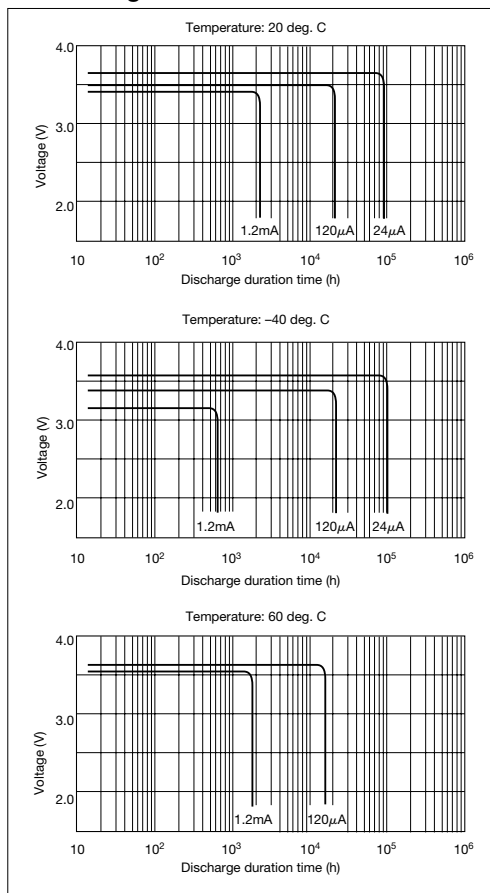 Temperature: 20 deg. C
4.0
3.0
2.0
Voltage (V)
1.2mA 120μA 24μA
10 10² 10³ 10⁴ 10⁵ 10⁶
Discharge duration time (h)
Temperature: –40 deg. C
4.0
3.0
2.0
Voltage (V)
1.2mA 120μA 24μA
10 10² 10³ 10⁴ 10⁵ 10⁶
Discharge duration time (h)
Temperature: 60 deg. C
4.0
3.0
2.0
Voltage (V)
1.2mA 120μA
10 10² 10³ 10⁴ 10⁵ 10⁶
Discharge duration time (h)